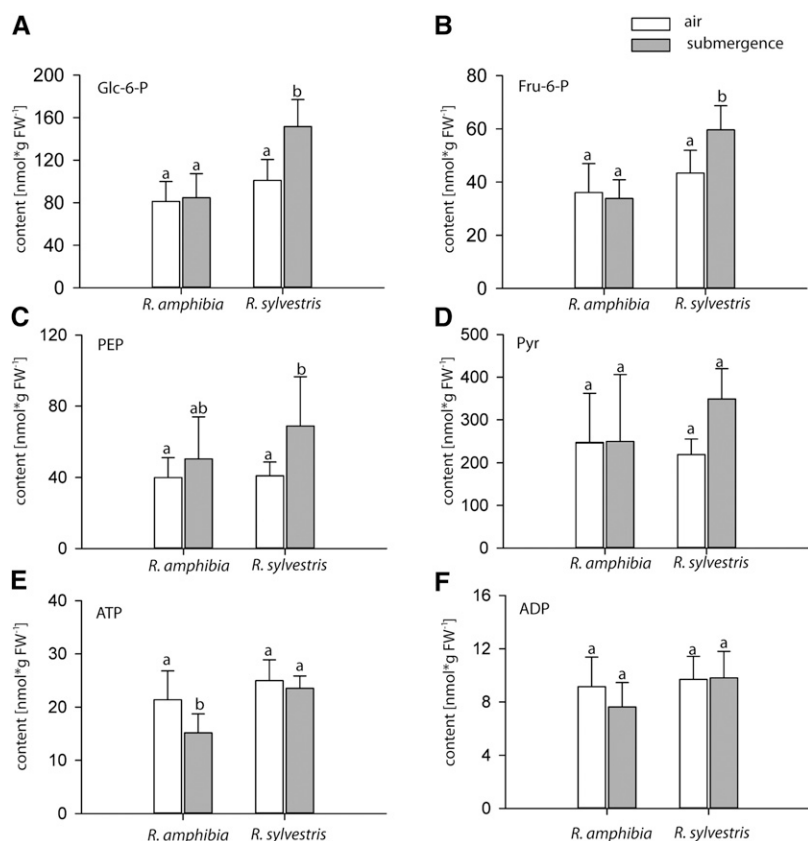 A
B
air
submergence
200
160
120
80
40
0
content [nmol*g FW⁻¹]
Glc-6-P
a
a
a
b
R. amphibia
R. sylvestris
80
60
40
20
0
content [nmol*g FW⁻¹]
Fru-6-P
a
a
a
b
R. amphibia
R. sylvestris
C
120
80
40
0
content [nmol*g FW⁻¹]
PEP
a
ab
a
b
R. amphibia
R. sylvestris
D
500
400
300
200
100
0
content [nmol*g FW⁻¹]
Pyr
a
a
a
a
R. amphibia
R. sylvestris
E
40
30
20
10
0
content [nmol*g FW⁻¹]
ATP
a
b
a
a
R. amphibia
R. sylvestris
F
16
12
8
4
0
content [nmol*g FW⁻¹]
ADP
a
a
a
a
R. amphibia
R. sylvestris